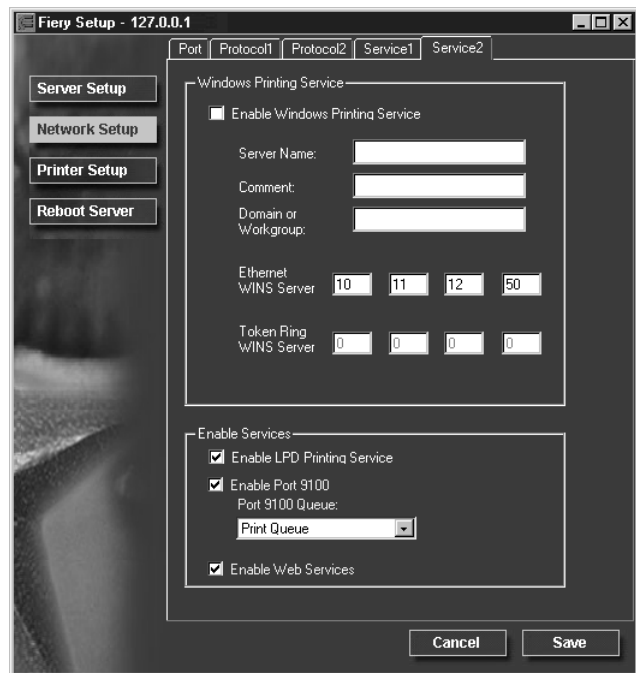 Fiery Setup - 127.0.0.1
Port Protocol1 Protocol2 Service1 Service2
Server Setup
Network Setup
Printer Setup
Reboot Server
Windows Printing Service
Enable Windows Printing Service
Server Name:
Comment:
Domain or
Workgroup:
Ethernet
WINS Server 10 11 12 50
Token Ring
WINS Server 0 0 0 0
Enable Services
Enable LPD Printing Service
Enable Port 9100
Port 9100 Queue:
Print Queue
Enable Web Services
Cancel Save